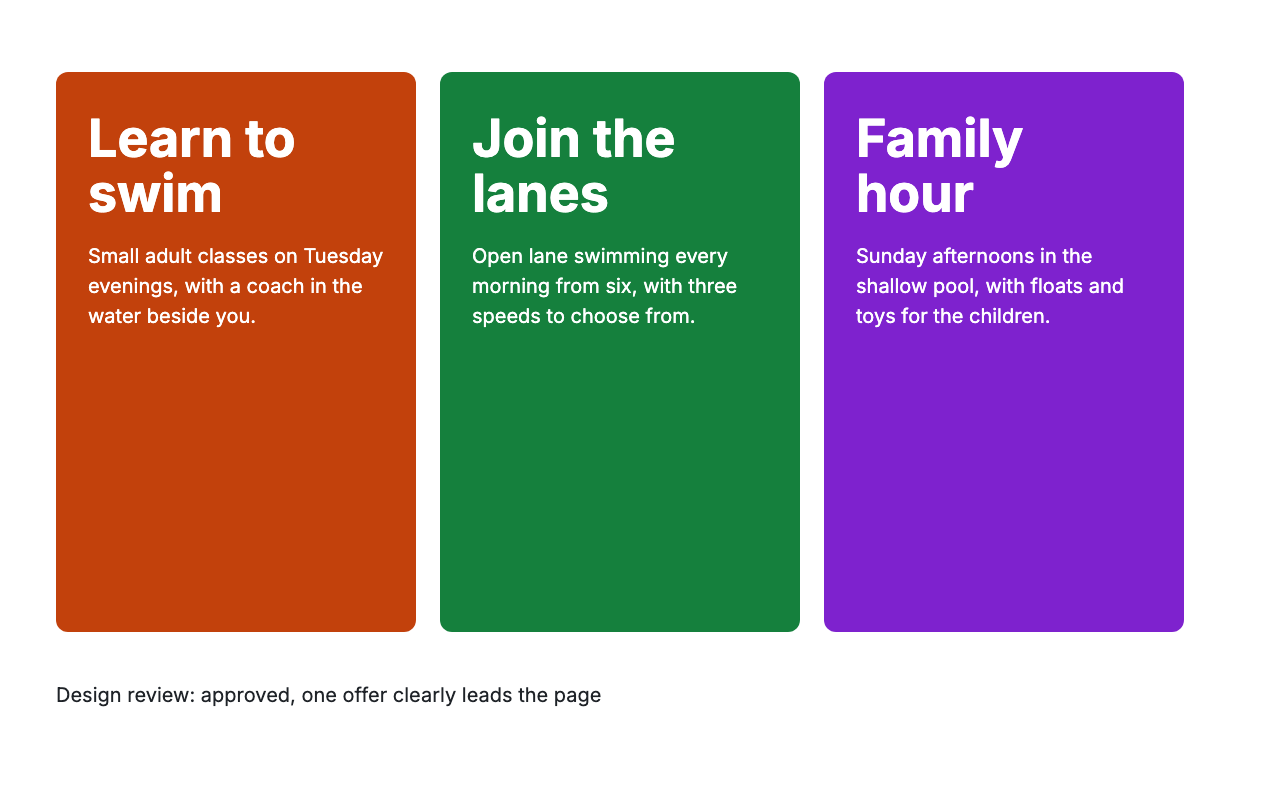 Learn to
swim
Small adult classes on Tuesday
evenings, with a coach in the
water beside you.
Join the
lanes
Open lane swimming every
morning from six, with three
speeds to choose from.
Family
hour
Sunday afternoons in the
shallow pool, with floats and
toys for the children.
Design review: approved, one offer clearly leads the page